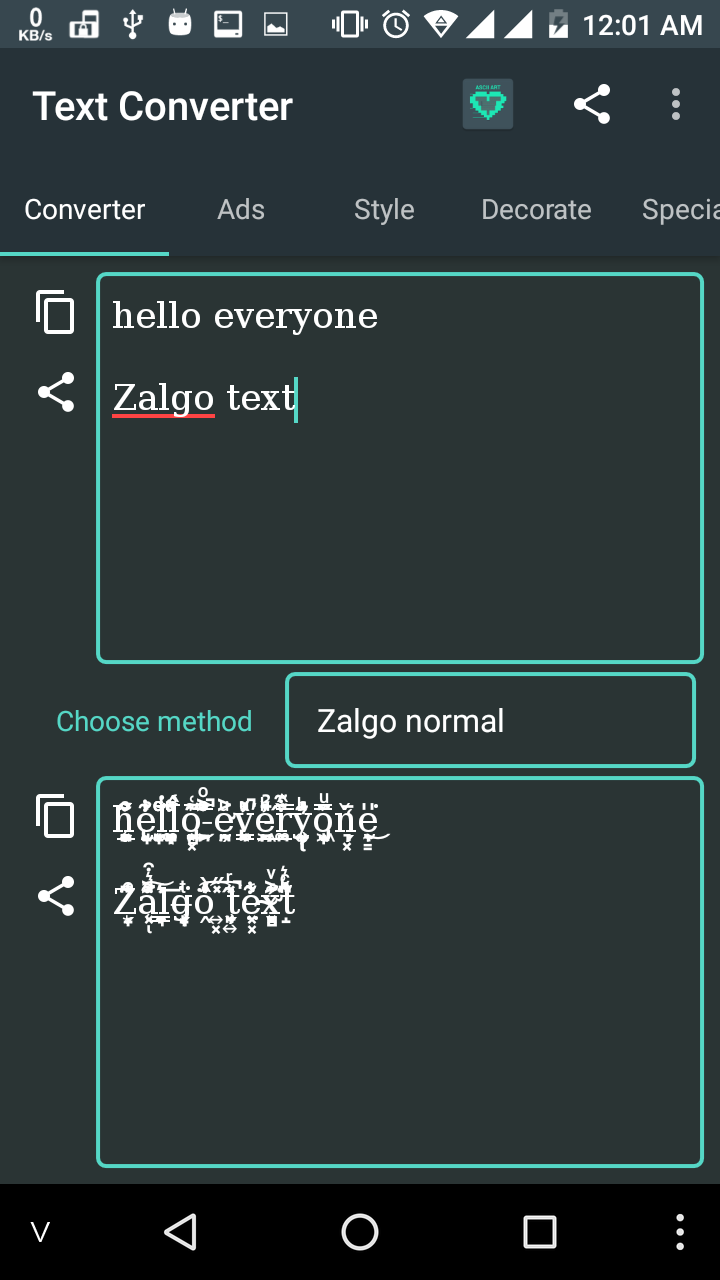 0
KB/s
12:01 AM
Text Converter
ASCII ART
Converter Ads Style Decorate Specia
hello everyone
Zalgo text
Choose method
Zalgo normal
hello everyone
Zalgo text